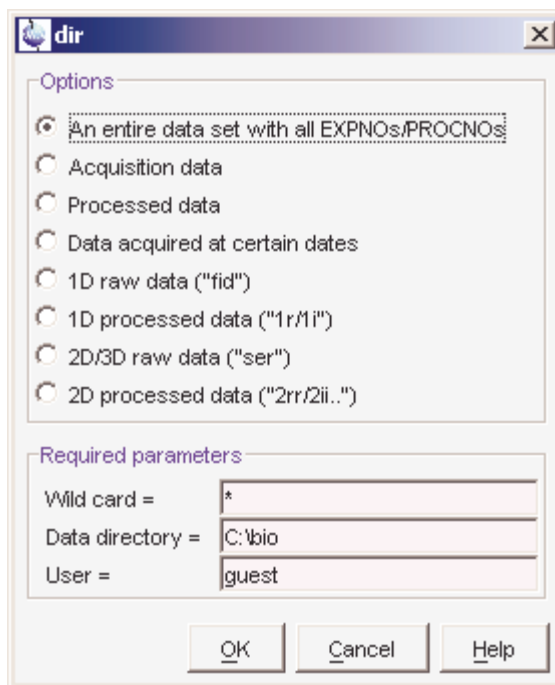 dir
Options
An entire data set with all EXPNOs/PROCNOs
Acquisition data
Processed data
Data acquired at certain dates
1D raw data ("fid")
1D processed data ("1r/1i")
2D/3D raw data ("ser")
2D processed data ("2rr/2ii..")
Required parameters
Wild card = *
Data directory = C:\bio
User = guest
OK Cancel Help